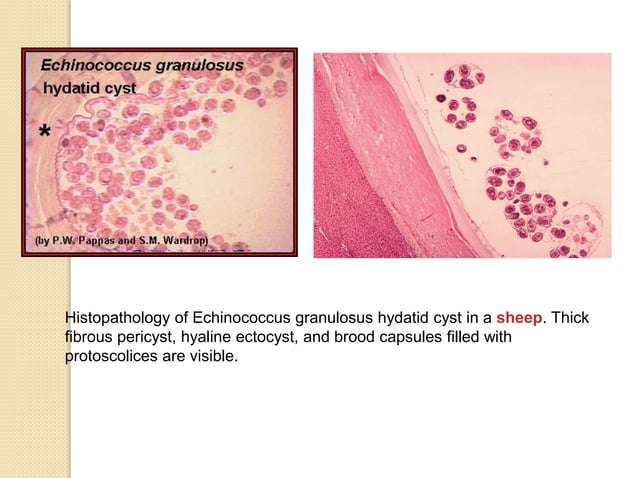 Echinococcus granulosus
hydatid cyst
*
(by P.W. Pappas and S.M. Wardrop)
Histopathology of Echinococcus granulosus hydatid cyst in a sheep. Thick
fibrous pericyst, hyaline ectocyst, and brood capsules filled with
protoscolices are visible.